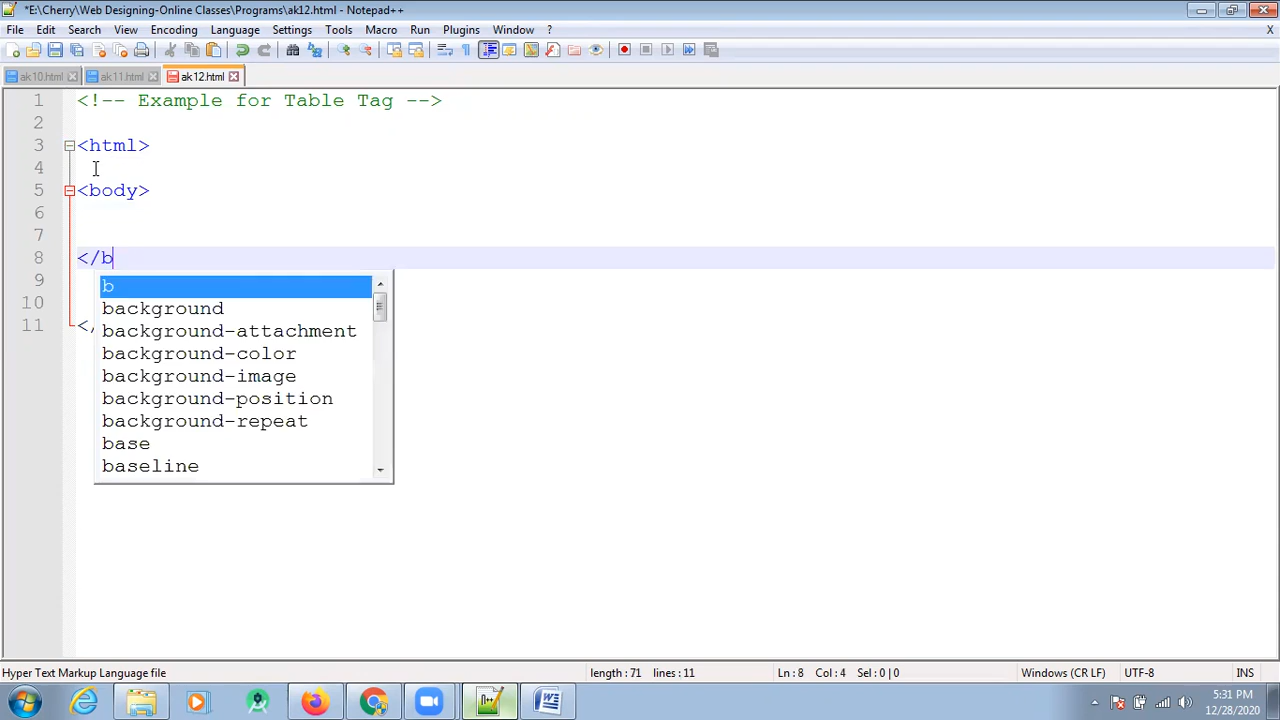 *E:\Cherry\Web Designing-Online Classes\Programs\ak12.html - Notepad++
File Edit Search View Encoding Language Settings Tools Macro Run Plugins Window ? X
ak10.html ak11.html ak12.html
1 <!-- Example for Table Tag -->
2
3 <html>
4
5 <body>
6
7
8 </b
9 b
background
10 background-attachment
11 </ background-color
background-image
background-position
background-repeat
base
baseline
Hyper Text Markup Language file length : 71 lines : 11 Ln : 8 Col : 4 Sel : 0 | 0 Windows (CR LF) UTF-8 INS
5:31 PM
12/28/2020